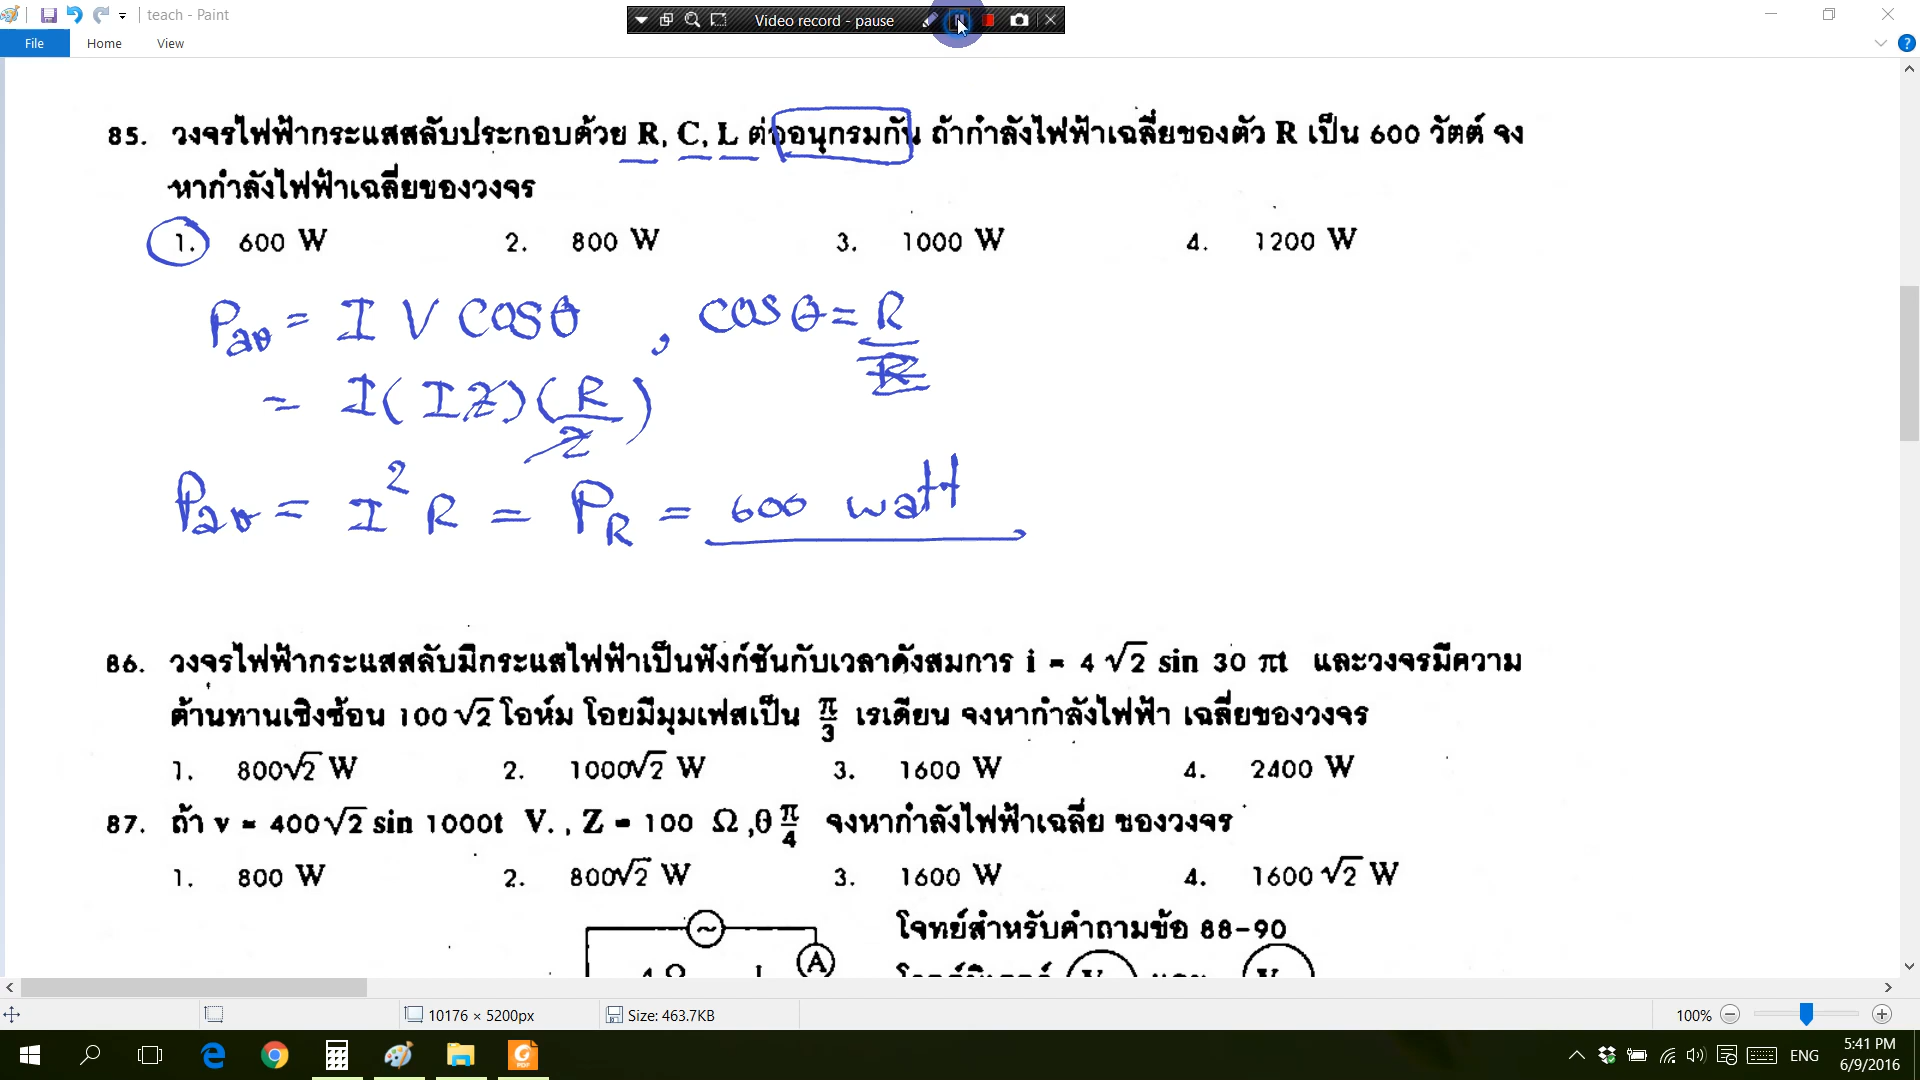 teach - Paint
Video record - pause
File Home View
85. วงจรไฟฟ้ากระแสสลับประกอบด้วย R, C, L ต่ออนุกรมกัน ถ้ากำลังไฟฟ้าเฉลี่ยของตัว R เป็น 600 วัตต์ จง
หากำลังไฟฟ้าเฉลี่ยของวงจร
1. 600 W 2. 800 W 3. 1000 W 4. 1200 W
Pav = I V cosθ , cosθ = R
= I(IZ)(R/Z)
Pav = I² R = PR = 600 watt
86. วงจรไฟฟ้ากระแสสลับมีกระแสไฟฟ้าเป็นฟังก์ชันกับเวลาดังสมการ i = 4 √2 sin 30 πt และวงจรมีความ
ต้านทานเชิงซ้อน 100 √2 โอห์ม โอยมีมุมเฟสเป็น π/3 เรเดียน จงหากำลังไฟฟ้า เฉลี่ยของวงจร
1. 800√2 W 2. 1000√2 W 3. 1600 W 4. 2400 W
87. ถ้า v = 400 √2 sin 1000t V. , Z = 100 Ω ,θ π/4 จงหากำลังไฟฟ้าเฉลี่ย ของวงจร
1. 800 W 2. 800√2 W 3. 1600 W 4. 1600 √2 W
โจทย์สำหรับคำถามข้อ 88-90
A
10176 × 5200px Size: 463.7KB 100%
ENG 5:41 PM
6/9/2016